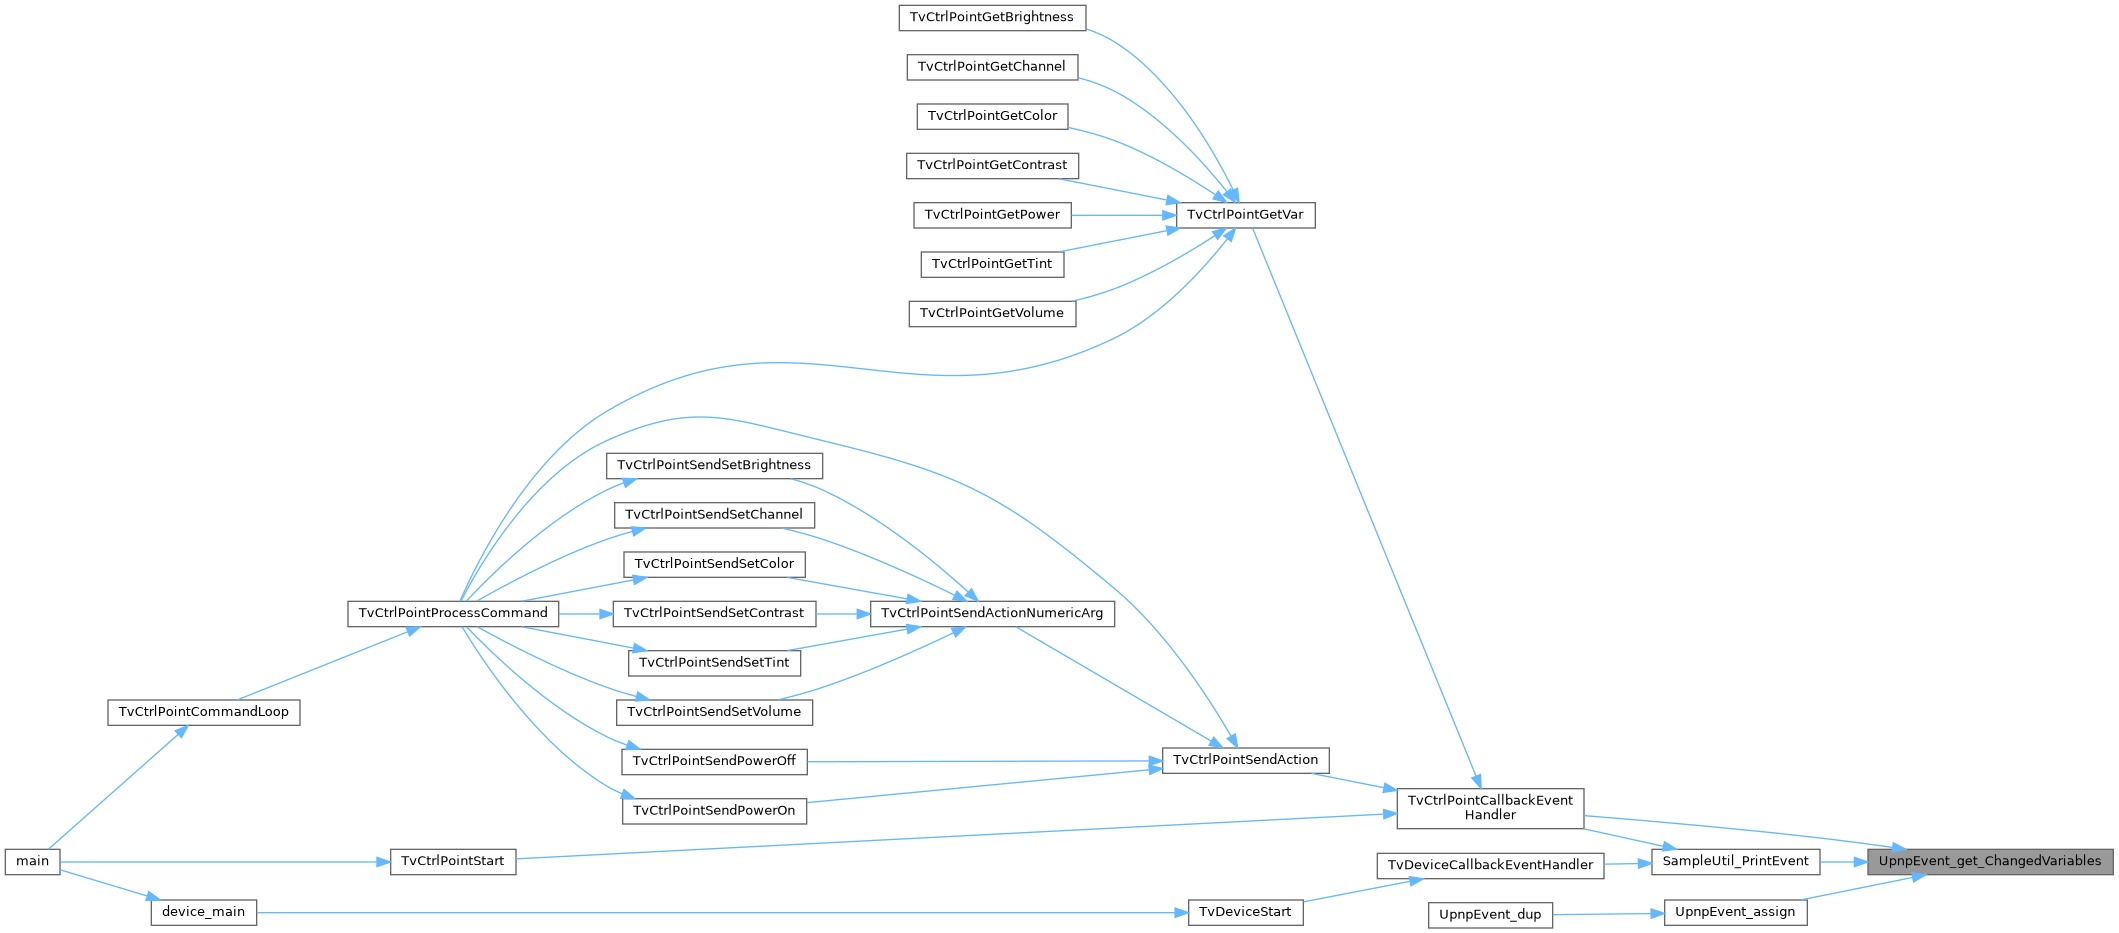 TvCtrlPointGetBrightness
TvCtrlPointGetChannel
TvCtrlPointGetColor
TvCtrlPointGetContrast
TvCtrlPointGetPower
TvCtrlPointGetVar
TvCtrlPointGetTint
TvCtrlPointGetVolume
TvCtrlPointSendSetBrightness
TvCtrlPointSendSetChannel
TvCtrlPointSendSetColor
TvCtrlPointProcessCommand
TvCtrlPointSendSetContrast
TvCtrlPointSendActionNumericArg
TvCtrlPointSendSetTint
TvCtrlPointCommandLoop
TvCtrlPointSendSetVolume
TvCtrlPointSendPowerOff
TvCtrlPointSendAction
TvCtrlPointSendPowerOn
TvCtrlPointCallbackEvent
Handler
main
TvCtrlPointStart
TvDeviceCallbackEventHandler
SampleUtil_PrintEvent
UpnpEvent_get_ChangedVariables
device_main
TvDeviceStart
UpnpEvent_dup
UpnpEvent_assign